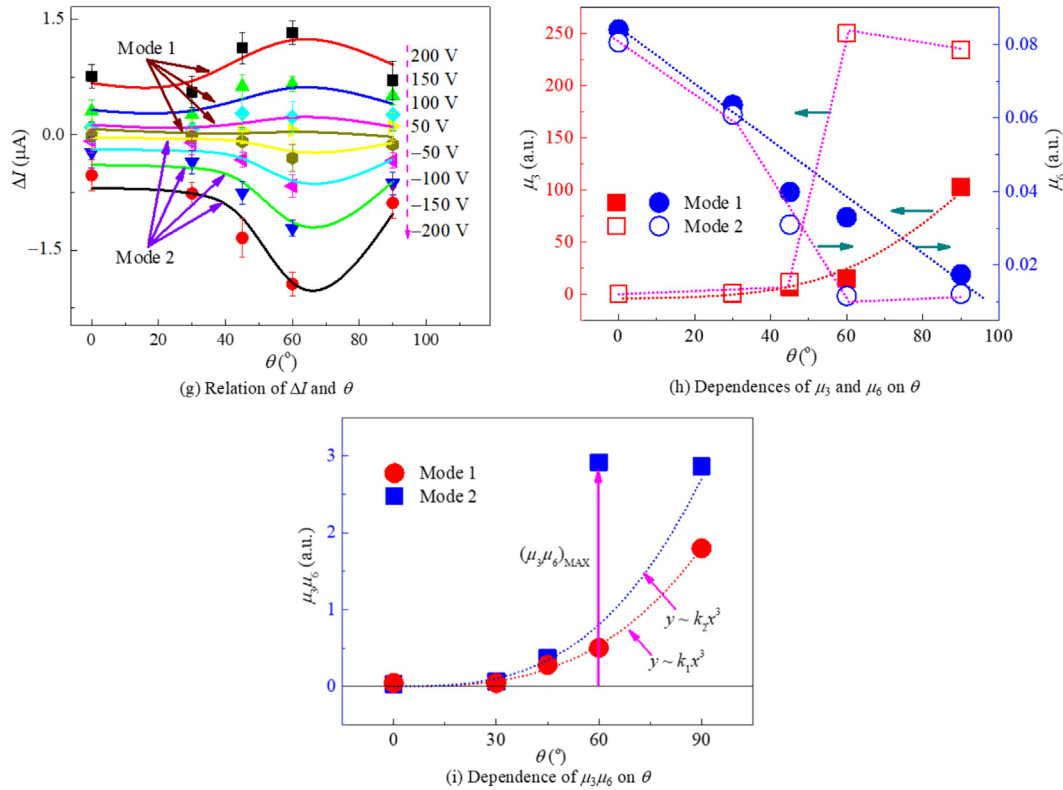 1.5
0.0
−1.5
ΔI (μA)
Mode 1
Mode 2
200 V
150 V
100 V
50 V
−50 V
−100 V
−150 V
−200 V
0 20 40 60 80 100
θ (°)
(g) Relation of ΔI and θ
250
200
150
100
50
0
μ₃ (a.u.)
Mode 1
Mode 2
0.08
0.06
0.04
0.02
0.00
μ₆ (a.u.)
0 20 40 60 80 100
θ (°)
(h) Dependences of μ₃ and μ₆ on θ
3
2
1
0
μ₃μ₆ (a.u.)
Mode 1
Mode 2
(μ₃μ₆)MAX
y ~ k₂x³
y ~ k₁x³
0 30 60 90
θ (°)
(i) Dependence of μ₃μ₆ on θ